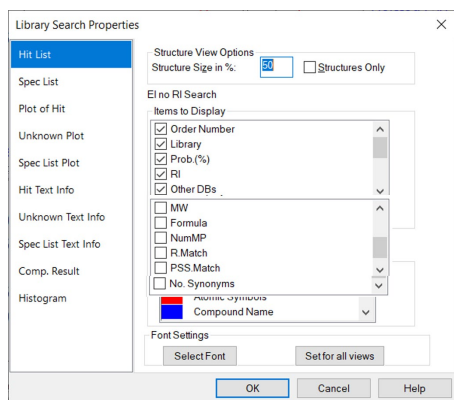 Library Search Properties
Hit List
Spec List
Plot of Hit
Unknown Plot
Spec List Plot
Hit Text Info
Unknown Text Info
Spec List Text Info
Comp. Result
Histogram
Structure View Options
Structure Size in %: 50 Structures Only
EI no RI Search
Items to Display
Order Number
Library
Prob.(%)
RI
Other DBs
MW
Formula
NumMP
R.Match
PSS.Match
No. Synonyms
Atomic Symbols
Compound Name
Font Settings
Select Font Set for all views
OK Cancel Help